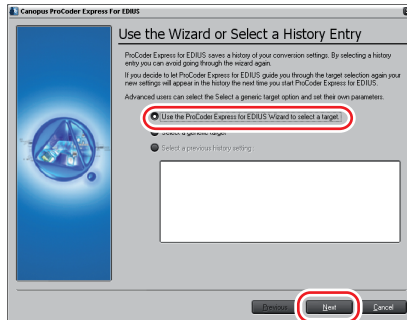 Canopus ProCoder Express For EDIUS
Use the Wizard or Select a History Entry
ProCoder Express for EDIUS saves a history of your conversion settings. By selecting a history
entry you can avoid going through the wizard again.
If you decide to let ProCoder Express for EDIUS guide you through the target selection again your
new settings will appear in the history the next time you start ProCoder Express for EDIUS.
Advanced users can select the Select a generic target option and set their own parameters.
Use the ProCoder Express for EDIUS Wizard to select a target.
Select a generic target
Select a previous history setting
Previous
Next
Cancel